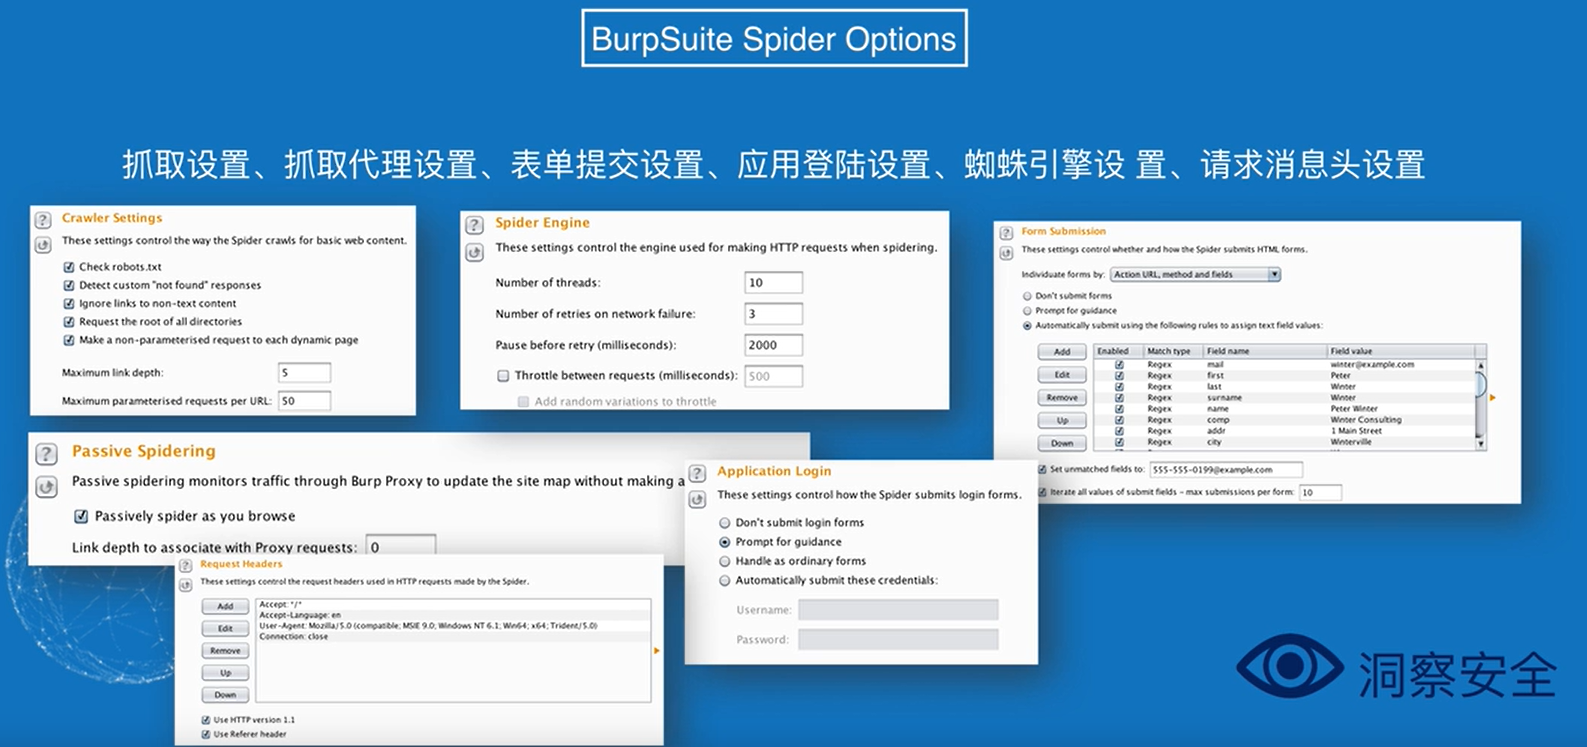 BurpSuite Spider Options
抓取设置、抓取代理设置、表单提交设置、应用登陆设置、蜘蛛引擎设 置、请求消息头设置
Crawler Settings
These settings control the way the Spider crawls for basic web content.
Check robots.txt
Detect custom "not found" responses
Ignore links to non-text content
Request the root of all directories
Make a non-parameterised request to each dynamic page
Maximum link depth: 5
Maximum parameterised requests per URL: 50
Spider Engine
These settings control the engine used for making HTTP requests when spidering.
Number of threads: 10
Number of retries on network failure: 3
Pause before retry (milliseconds): 2000
Throttle between requests (milliseconds): 500
Add random variations to throttle
Form Submission
These settings control whether and how the Spider submits HTML forms.
Individuate forms by: Action URL, method and fields
Don't submit forms
Prompt for guidance
Automatically submit using the following rules to assign text field values:
Add
Edit
Remove
Up
Down
Enabled Match type Field name Field value
Regex mail winter@example.com
Regex first Peter
Regex last Winter
Regex surname Winter
Regex name Peter Winter
Regex comp Winter Consulting
Regex addr 1 Main Street
Regex city Winterville
Set unmatched fields to: 555-555-0199@example.com
Iterate all values of submit fields - max submissions per form: 10
Passive Spidering
Passive spidering monitors traffic through Burp Proxy to update the site map without making a
Passively spider as you browse
Link depth to associate with Proxy requests: 0
Application Login
These settings control how the Spider submits login forms.
Don't submit login forms
Prompt for guidance
Handle as ordinary forms
Automatically submit these credentials:
Username:
Password:
Request Headers
These settings control the request headers used in HTTP requests made by the Spider.
Add
Edit
Remove
Up
Down
Accept: */*
Accept-Language: en
User-Agent: Mozilla/5.0 (compatible; MSIE 9.0; Windows NT 6.1; Win64; x64; Trident/5.0)
Connection: close
Use HTTP version 1.1
Use Referer header
洞察安全